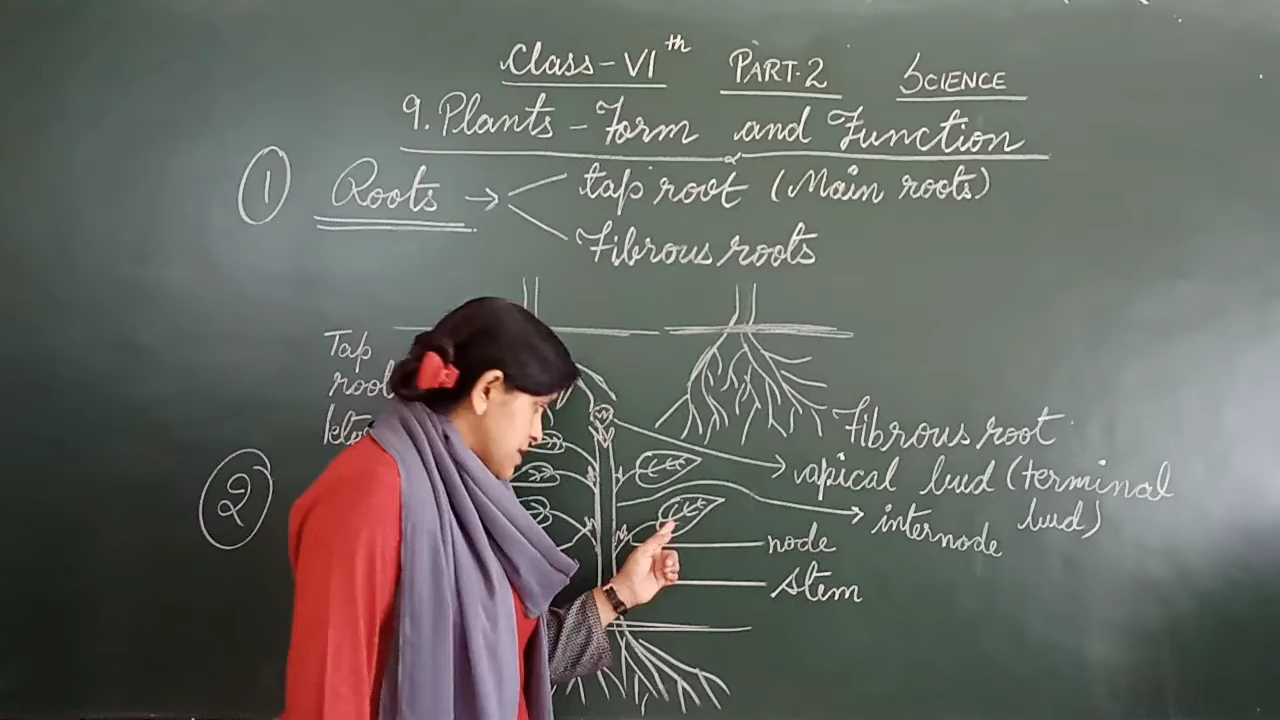 Class-VIth PART-2 SCIENCE
9. Plants - Form and Function
① Roots → tap root (Main roots)
Fibrous roots
Tap
root
Fibrous root
② apical bud (terminal
bud)
internode
node
stem